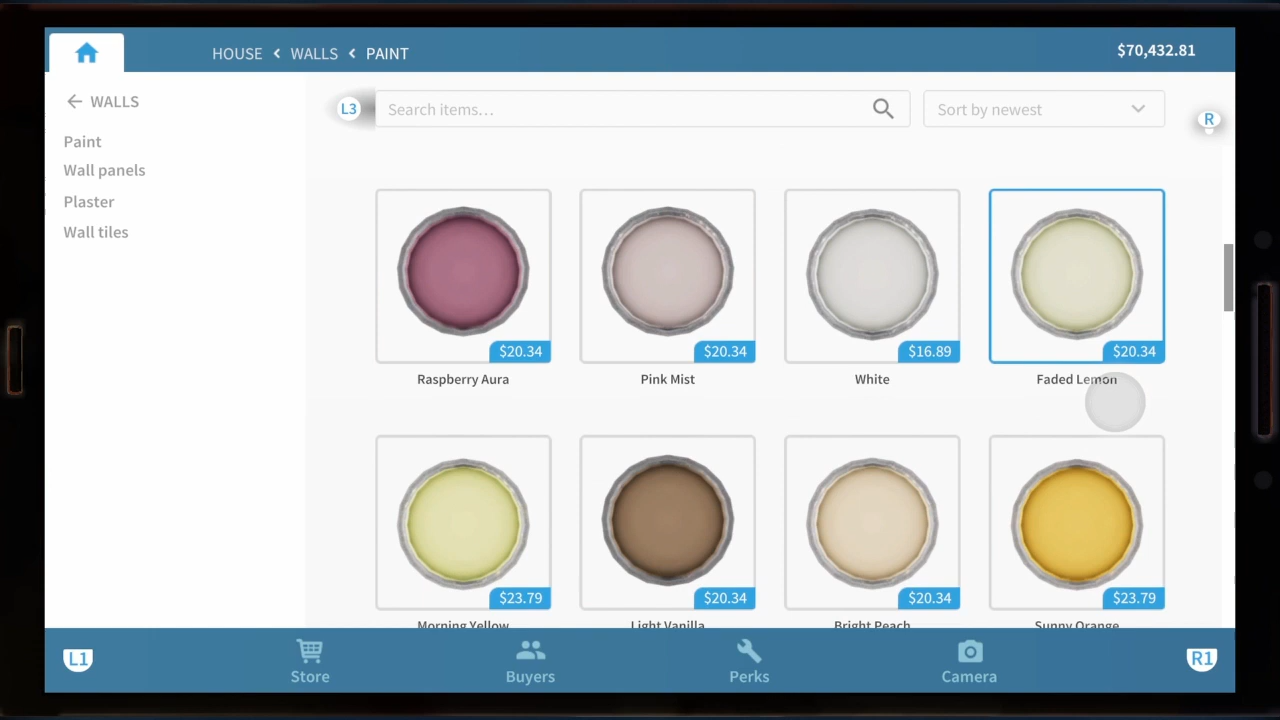 HOUSE < WALLS < PAINT
$70,432.81
WALLS
Paint
Wall panels
Plaster
Wall tiles
L3
Search items...
Sort by newest
R
$20.34
$20.34
$16.89
$20.34
Raspberry Aura
Pink Mist
White
Faded Lemon
$23.79
$20.34
$20.34
$23.79
Morning Yellow
Light Vanilla
Bright Peach
Sunny Orange
L1
Store
Buyers
Perks
Camera
R1